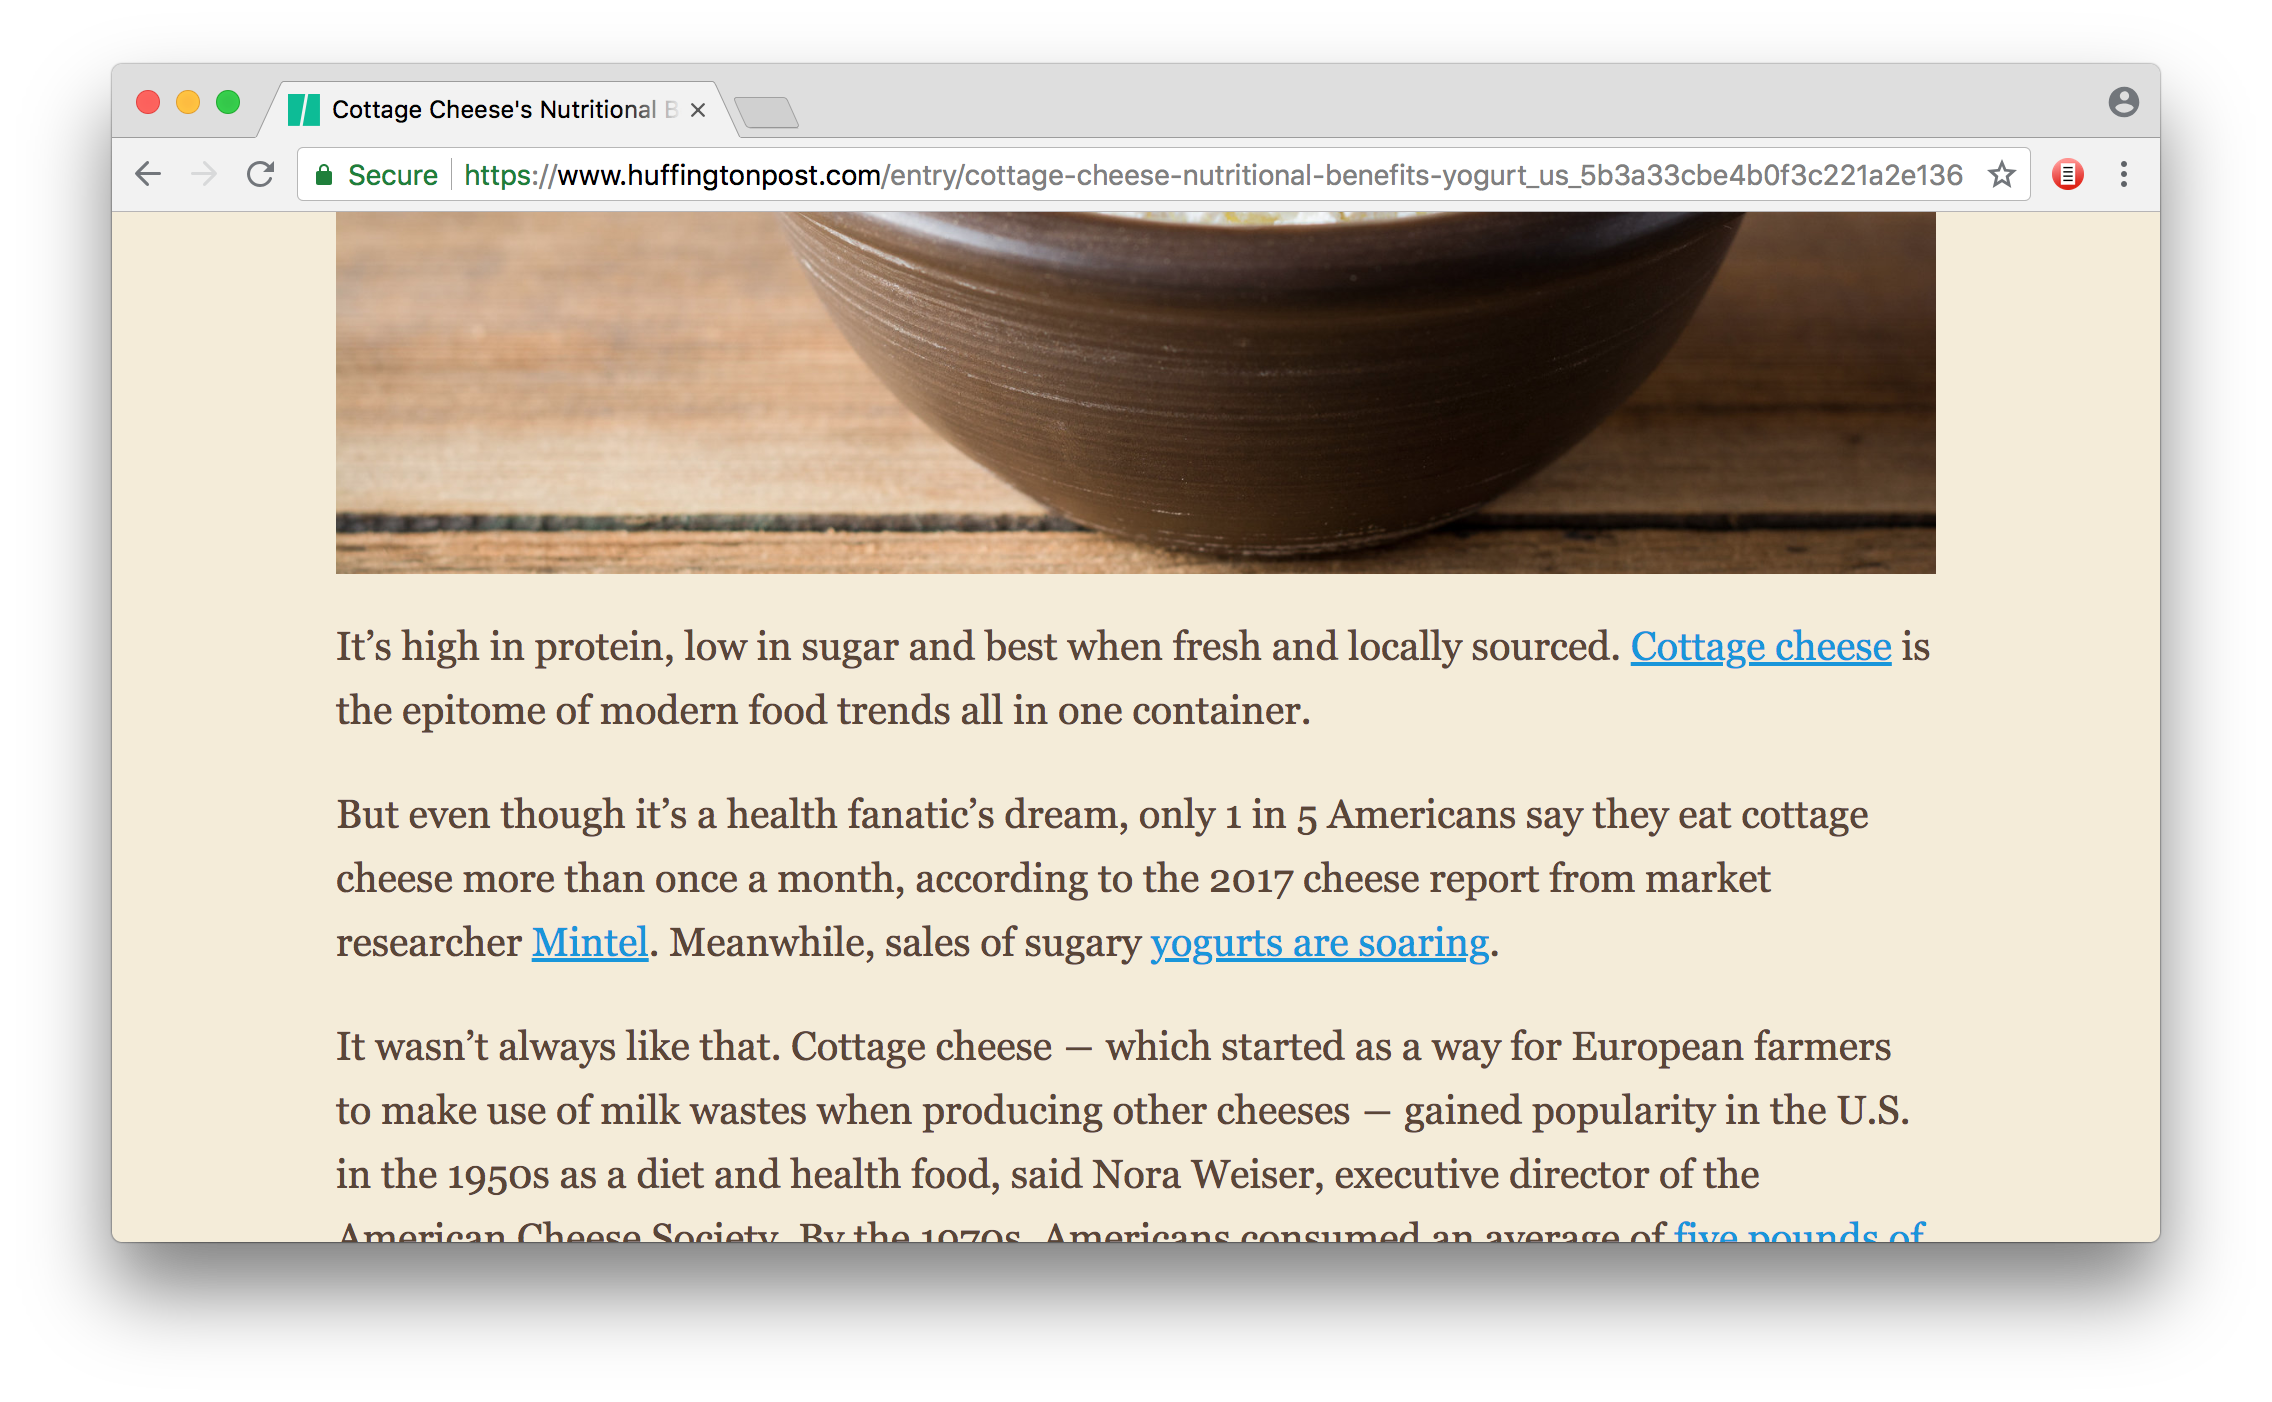 Cottage Cheese's Nutritional B
Secure https://www.huffingtonpost.com/entry/cottage-cheese-nutritional-benefits-yogurt_us_5b3a33cbe4b0f3c221a2e136
It’s high in protein, low in sugar and best when fresh and locally sourced. Cottage cheese is
the epitome of modern food trends all in one container.
But even though it’s a health fanatic’s dream, only 1 in 5 Americans say they eat cottage
cheese more than once a month, according to the 2017 cheese report from market
researcher Mintel. Meanwhile, sales of sugary yogurts are soaring.
It wasn’t always like that. Cottage cheese — which started as a way for European farmers
to make use of milk wastes when producing other cheeses — gained popularity in the U.S.
in the 1950s as a diet and health food, said Nora Weiser, executive director of the
American Cheese Society. By the 1970s, Americans consumed an average of five pounds of